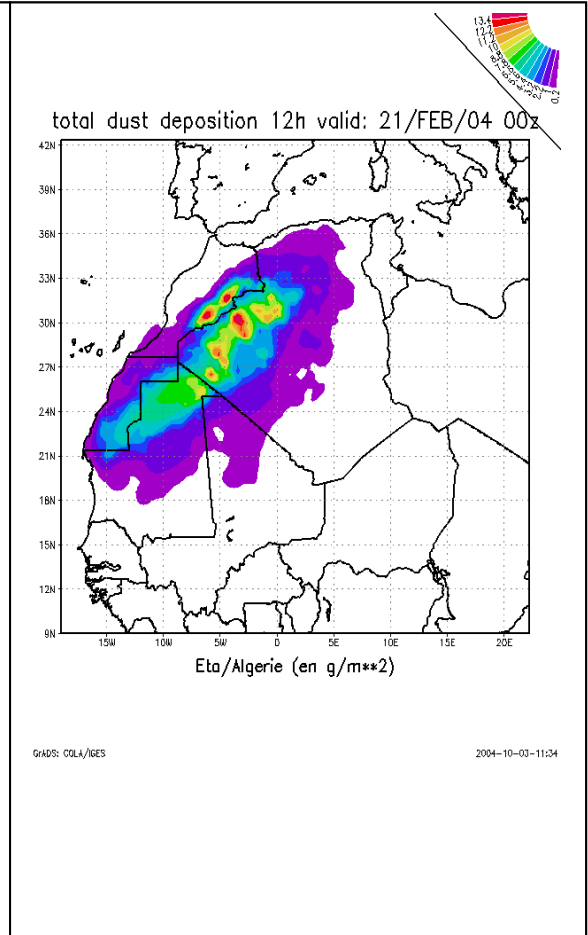 13.4
0.2
total dust deposition 12h valid: 21/FEB/04 00z
42N
39N
36N
33N
30N
27N
24N
21N
18N
15N
12N
9N
15W 10W 5W 0 5E 10E 15E 20E
Eta/Algerie (en g/m**2)
GrADS: COLA/IGES 2004-10-03-11:34